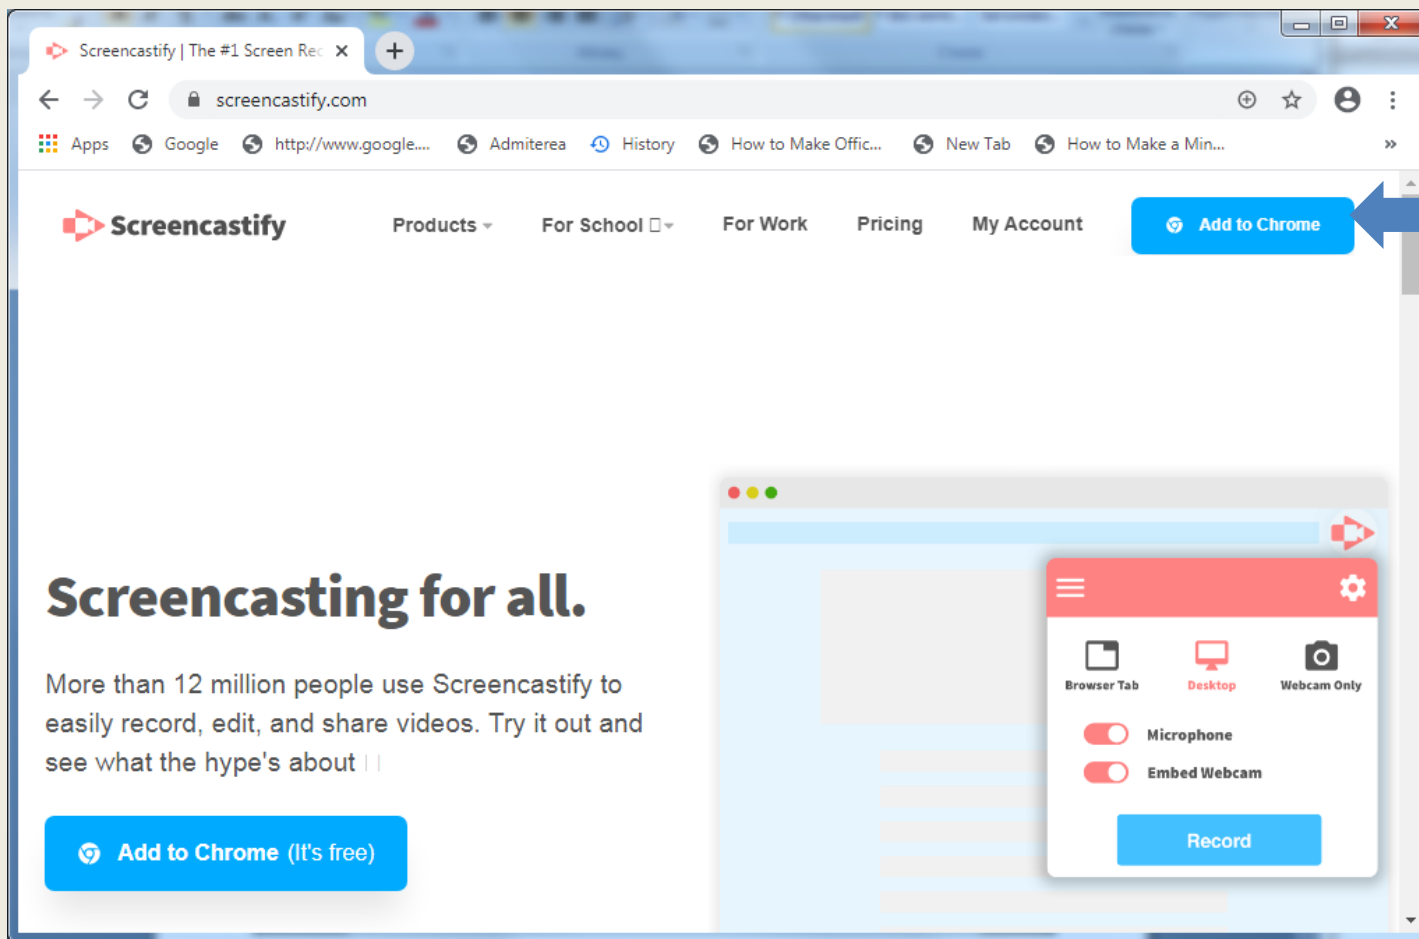 Screencastify | The #1 Screen Rec
screencastify.com
Apps Google http://www.google.... Admiterea History How to Make Offic... New Tab How to Make a Min... »
Screencastify Products For School For Work Pricing My Account Add to Chrome
Screencasting for all.
More than 12 million people use Screencastify to
easily record, edit, and share videos. Try it out and
see what the hype's about
Add to Chrome (It's free)
Browser Tab Desktop Webcam Only
Microphone
Embed Webcam
Record